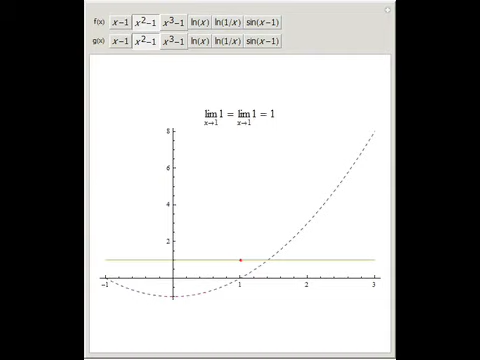 f(x) x−1 x²−1 x³−1 ln(x) ln(1/x) sin(x−1)
g(x) x−1 x²−1 x³−1 ln(x) ln(1/x) sin(x−1)
lim 1 = lim 1 = 1
x→1 x→1
8
6
4
2
−1 1 2 3